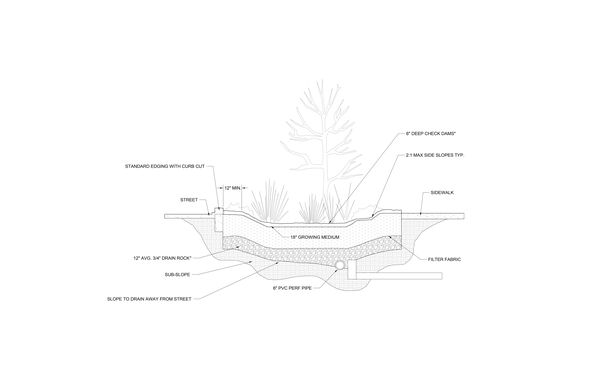 6" DEEP CHECK DAMS"
2:1 MAX SIDE SLOPES TYP.
STANDARD EDGING WITH CURB CUT
12" MIN.
SIDEWALK
STREET
18" GROWING MEDIUM
12" AVG. 3/4" DRAIN ROCK"
FILTER FABRIC
SUB-SLOPE
6" PVC PERF PIPE
SLOPE TO DRAIN AWAY FROM STREET